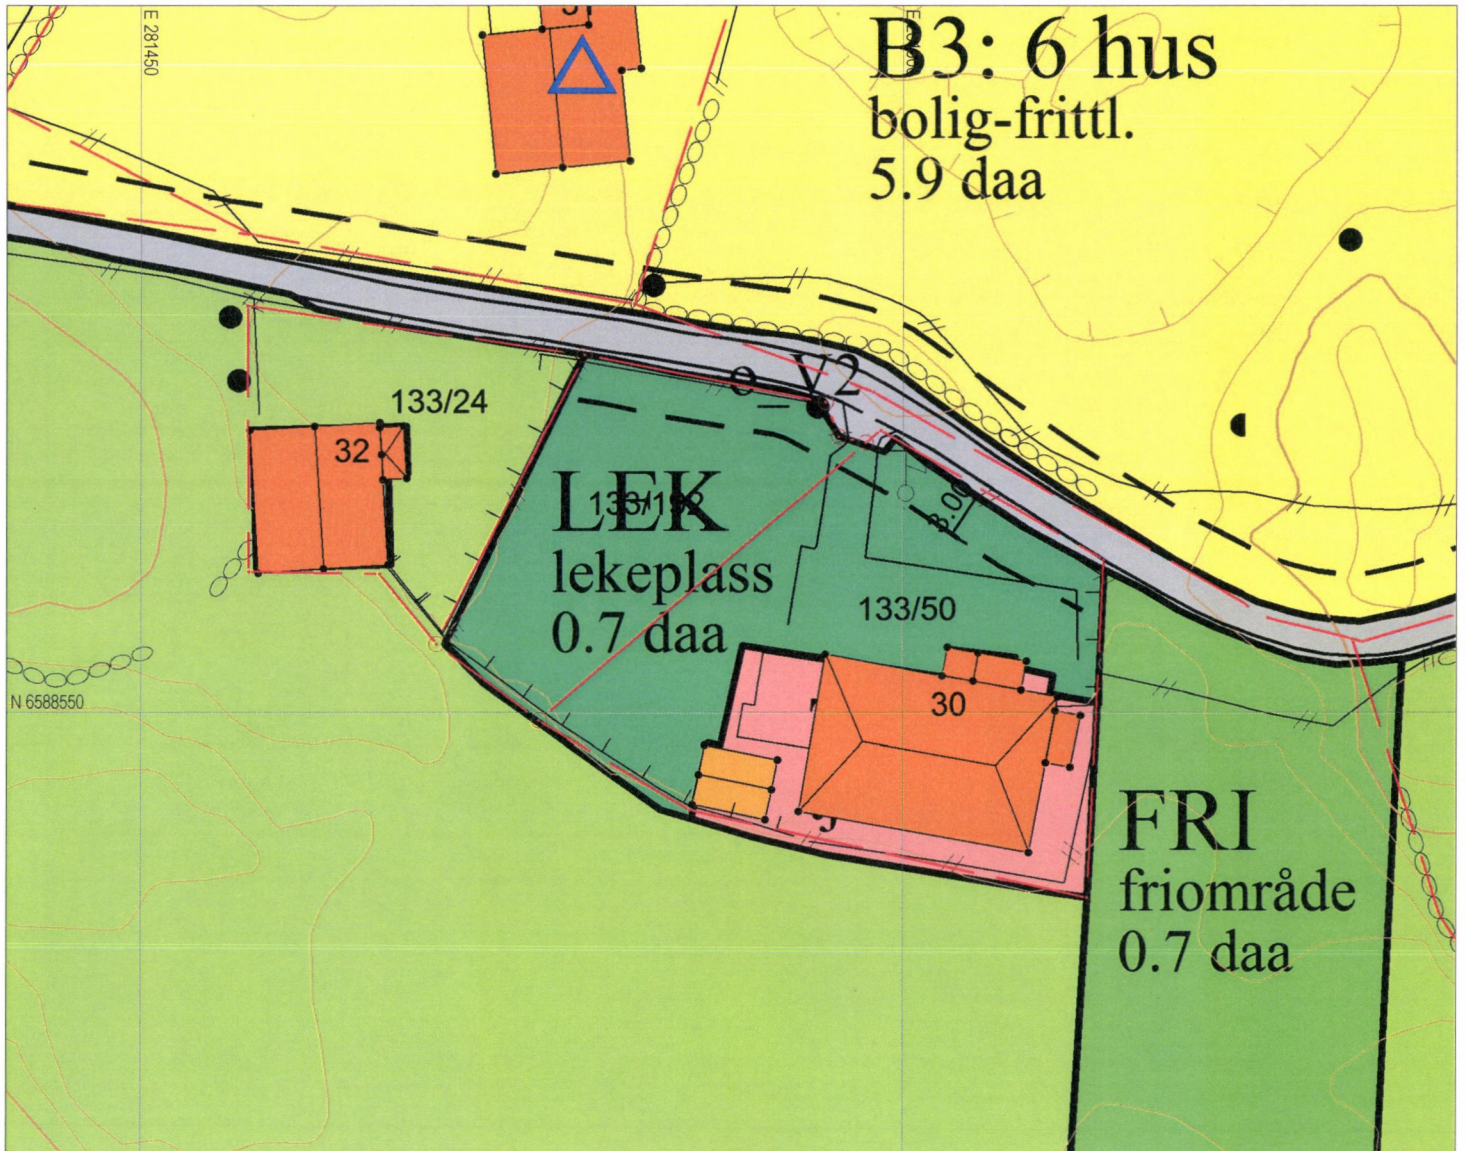 E 281450
B3: 6 hus
bolig-frittl.
5.9 daa
V2
133/24
32
LEK
lekeplass
0.7 daa
133/50
30
N 6588550
FRI
friområde
0.7 daa